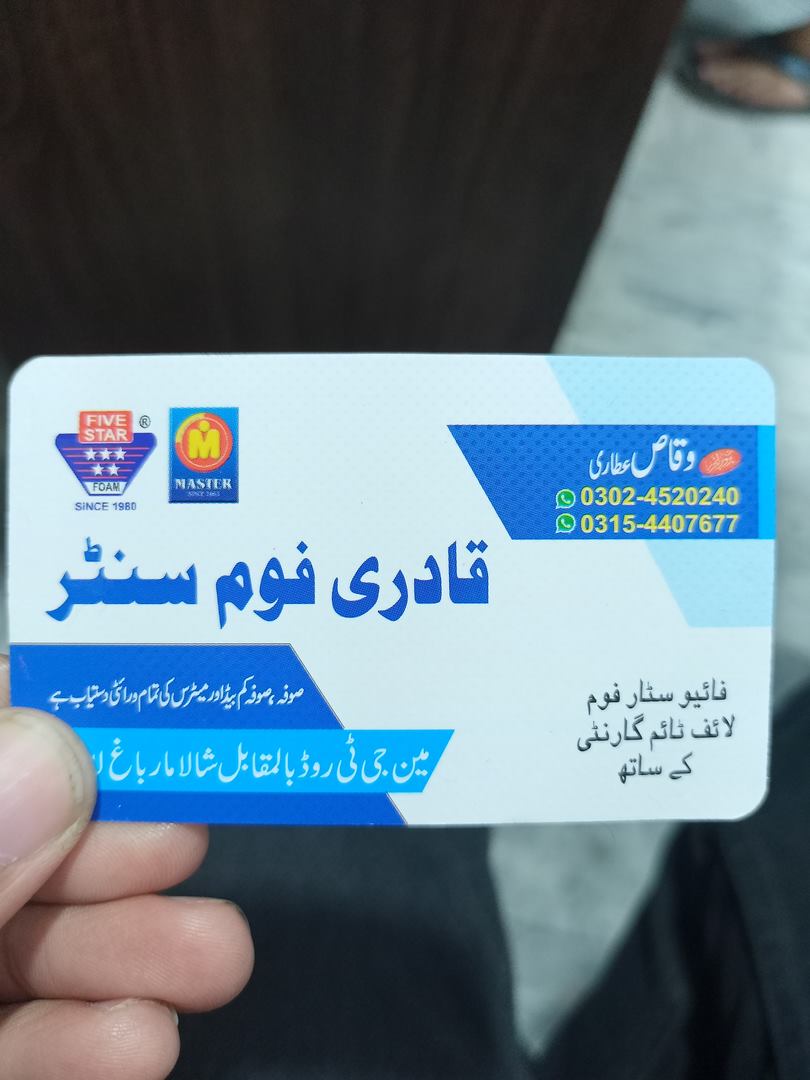 FIVE
STAR
®
FOAM
SINCE 1980
MASTER
وقاص عطاری
0302-4520240
0315-4407677
قادری فوم سنٹر
صوفہ، صوفہ کم بیڈ اور میٹرس کی تمام ورائٹی دستیاب ہے
مین جی ٹی روڈ بالمقابل شالامار باغ
فائیو سٹار فوم
لائف ٹائم گارنٹی
کے ساتھ